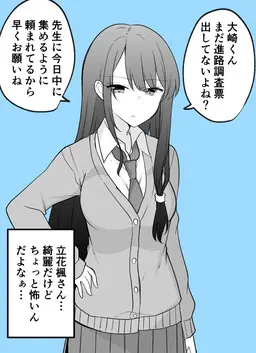 大崎くん
まだ進路調査票
出してないよね？
先生に今日中に
集めるように
頼まれてるから
早くお願いね
立花楓さん…
綺麗だけど
ちょっと怖いん
だよなぁ…